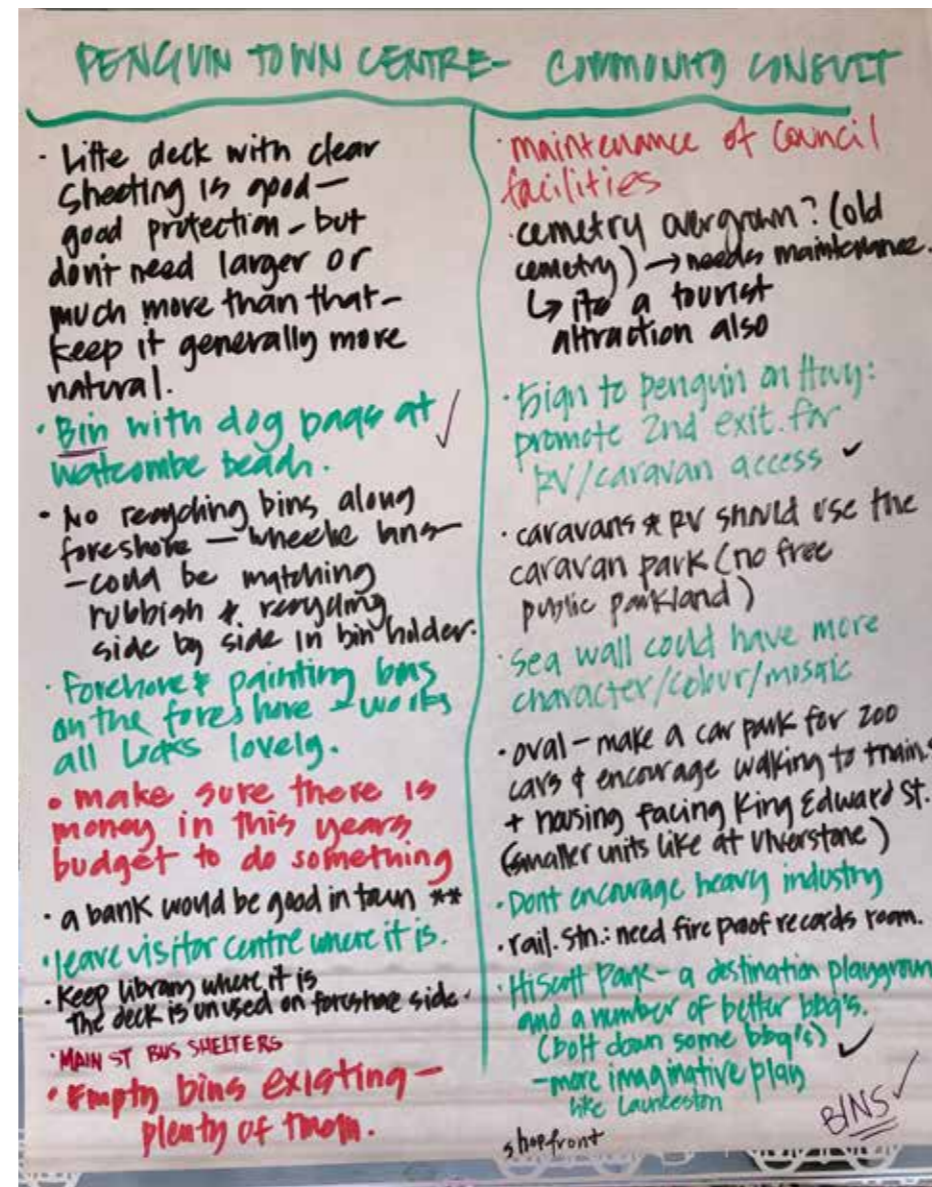 PENGUIN TOWN CENTRE - COMMUNITY CONSULT
· Little deck with clear
sheeting is good -
good protection - but
don't need larger or
much more than that -
keep it generally more
natural.
· Bin with dog bags at ✓
watcombe beach.
· No recycling bins along
foreshore - wheelie bins -
- could be matching
rubbish & recycling
side by side in bin holder.
· Foreshore & painting bins
on the foreshore & works
all looks lovely.
· make sure there is
money in this years
budget to do something
· a bank would be good in town **
· leave visitor centre where it is.
· Keep library where it is
The deck is unused on foreshore side.
· MAIN ST BUS SHELTERS
· Empty bins existing -
plenty of them.
· maintenance of Council
facilities
· cemetry overgrown? (old
cemetry) → needs maintenance.
↳ its a tourist
attraction also
· Sign to Penguin on Hwy:
promote 2nd exit for
RV/caravan access ✓
· caravans & RV should use the
caravan park (no free
public parkland)
· Sea wall could have more
character/colour/mosaic
· oval - make a car park for 200
cars & encourage walking to train.
+ housing facing King Edward St.
(smaller units like at Ulverstone)
· Dont encourage heavy industry
· rail. stn.: need fire proof records room.
· Hiscott Park - a destination playgroun
and a number of better bbq's.
(bolt down some bbq's) ✓
- more imaginative play
like Launceston
BINS ✓
shopfront